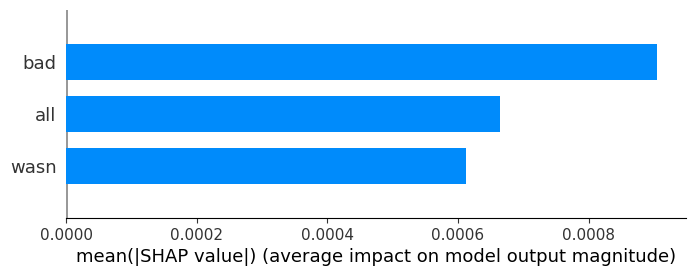 bad
all
wasn
0.0000 0.0002 0.0004 0.0006 0.0008
mean(|SHAP value|) (average impact on model output magnitude)